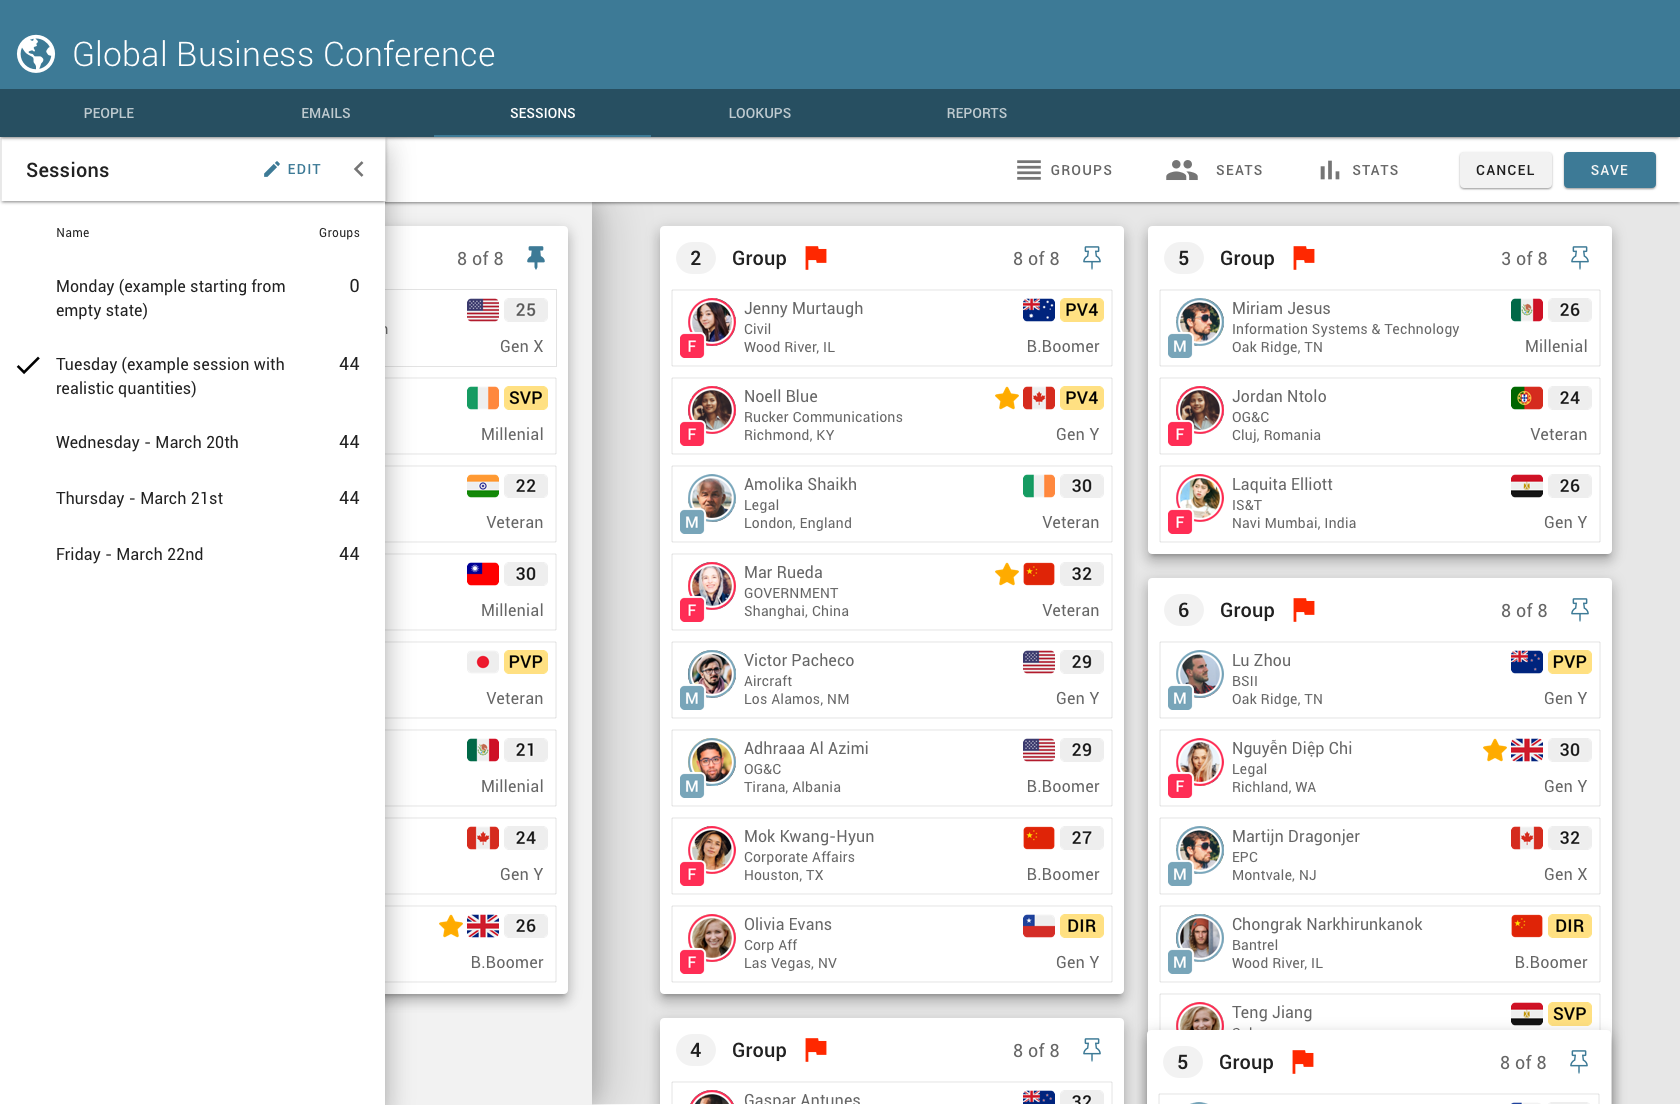 Global Business Conference
PEOPLE
EMAILS
SESSIONS
LOOKUPS
REPORTS
Sessions
EDIT
GROUPS
SEATS
STATS
CANCEL
SAVE
Name
Groups
Monday (example starting from
empty state)
0
Tuesday (example session with
realistic quantities)
44
Wednesday - March 20th
44
Thursday - March 21st
44
Friday - March 22nd
44
8 of 8
25
Gen X
SVP
Millenial
22
Veteran
30
Millenial
PVP
Veteran
21
Millenial
24
Gen Y
26
B.Boomer
2
Group
8 of 8
Jenny Murtaugh
PV4
Civil
F
Wood River, IL
B.Boomer
Noell Blue
PV4
Rucker Communications
F
Richmond, KY
Gen Y
Amolika Shaikh
30
Legal
M
London, England
Veteran
Mar Rueda
32
GOVERNMENT
F
Shanghai, China
Veteran
Victor Pacheco
29
Aircraft
M
Los Alamos, NM
Gen Y
Adhraaa Al Azimi
29
OG&C
M
Tirana, Albania
B.Boomer
Mok Kwang-Hyun
27
Corporate Affairs
F
Houston, TX
B.Boomer
Olivia Evans
DIR
Corp Aff
F
Las Vegas, NV
Gen Y
4
Group
8 of 8
Gaspar Antunes
32
5
Group
3 of 8
Miriam Jesus
26
Information Systems & Technology
M
Oak Ridge, TN
Millenial
Jordan Ntolo
24
OG&C
F
Cluj, Romania
Veteran
Laquita Elliott
26
IS&T
F
Navi Mumbai, India
Gen Y
6
Group
8 of 8
Lu Zhou
PVP
BSII
M
Oak Ridge, TN
Gen Y
Nguyễn Diệp Chi
30
Legal
F
Richland, WA
Gen Y
Martijn Dragonjer
32
EPC
M
Montvale, NJ
Gen X
Chongrak Narkhirunkanok
DIR
Bantrel
M
Wood River, IL
B.Boomer
Teng Jiang
SVP
5
Group
8 of 8